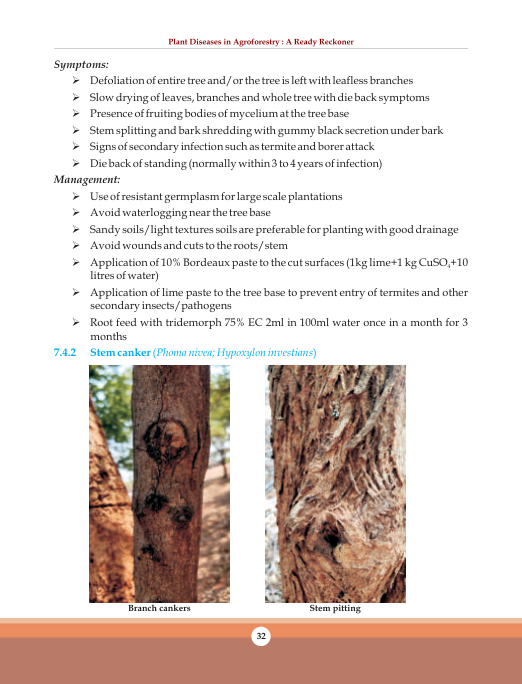 Plant Diseases in Agroforestry : A Ready Reckoner
Symptoms:
➢ Defoliation of entire tree and/or the tree is left with leafless branches
➢ Slow drying of leaves, branches and whole tree with die back symptoms
➢ Presence of fruiting bodies of mycelium at the tree base
➢ Stem splitting and bark shredding with gummy black secretion under bark
➢ Signs of secondary infection such as termite and borer attack
➢ Die back of standing (normally within 3 to 4 years of infection)
Management:
➢ Use of resistant germplasm for large scale plantations
➢ Avoid waterlogging near the tree base
➢ Sandy soils/light textures soils are preferable for planting with good drainage
➢ Avoid wounds and cuts to the roots/stem
➢ Application of 10% Bordeaux paste to the cut surfaces (1kg lime+1 kg CuSO₄+10
litres of water)
➢ Application of lime paste to the tree base to prevent entry of termites and other
secondary insects/pathogens
➢ Root feed with tridemorph 75% EC 2ml in 100ml water once in a month for 3
months
7.4.2 Stem canker (Phoma nivea; Hypoxylon investians)
Branch cankers
Stem pitting
32